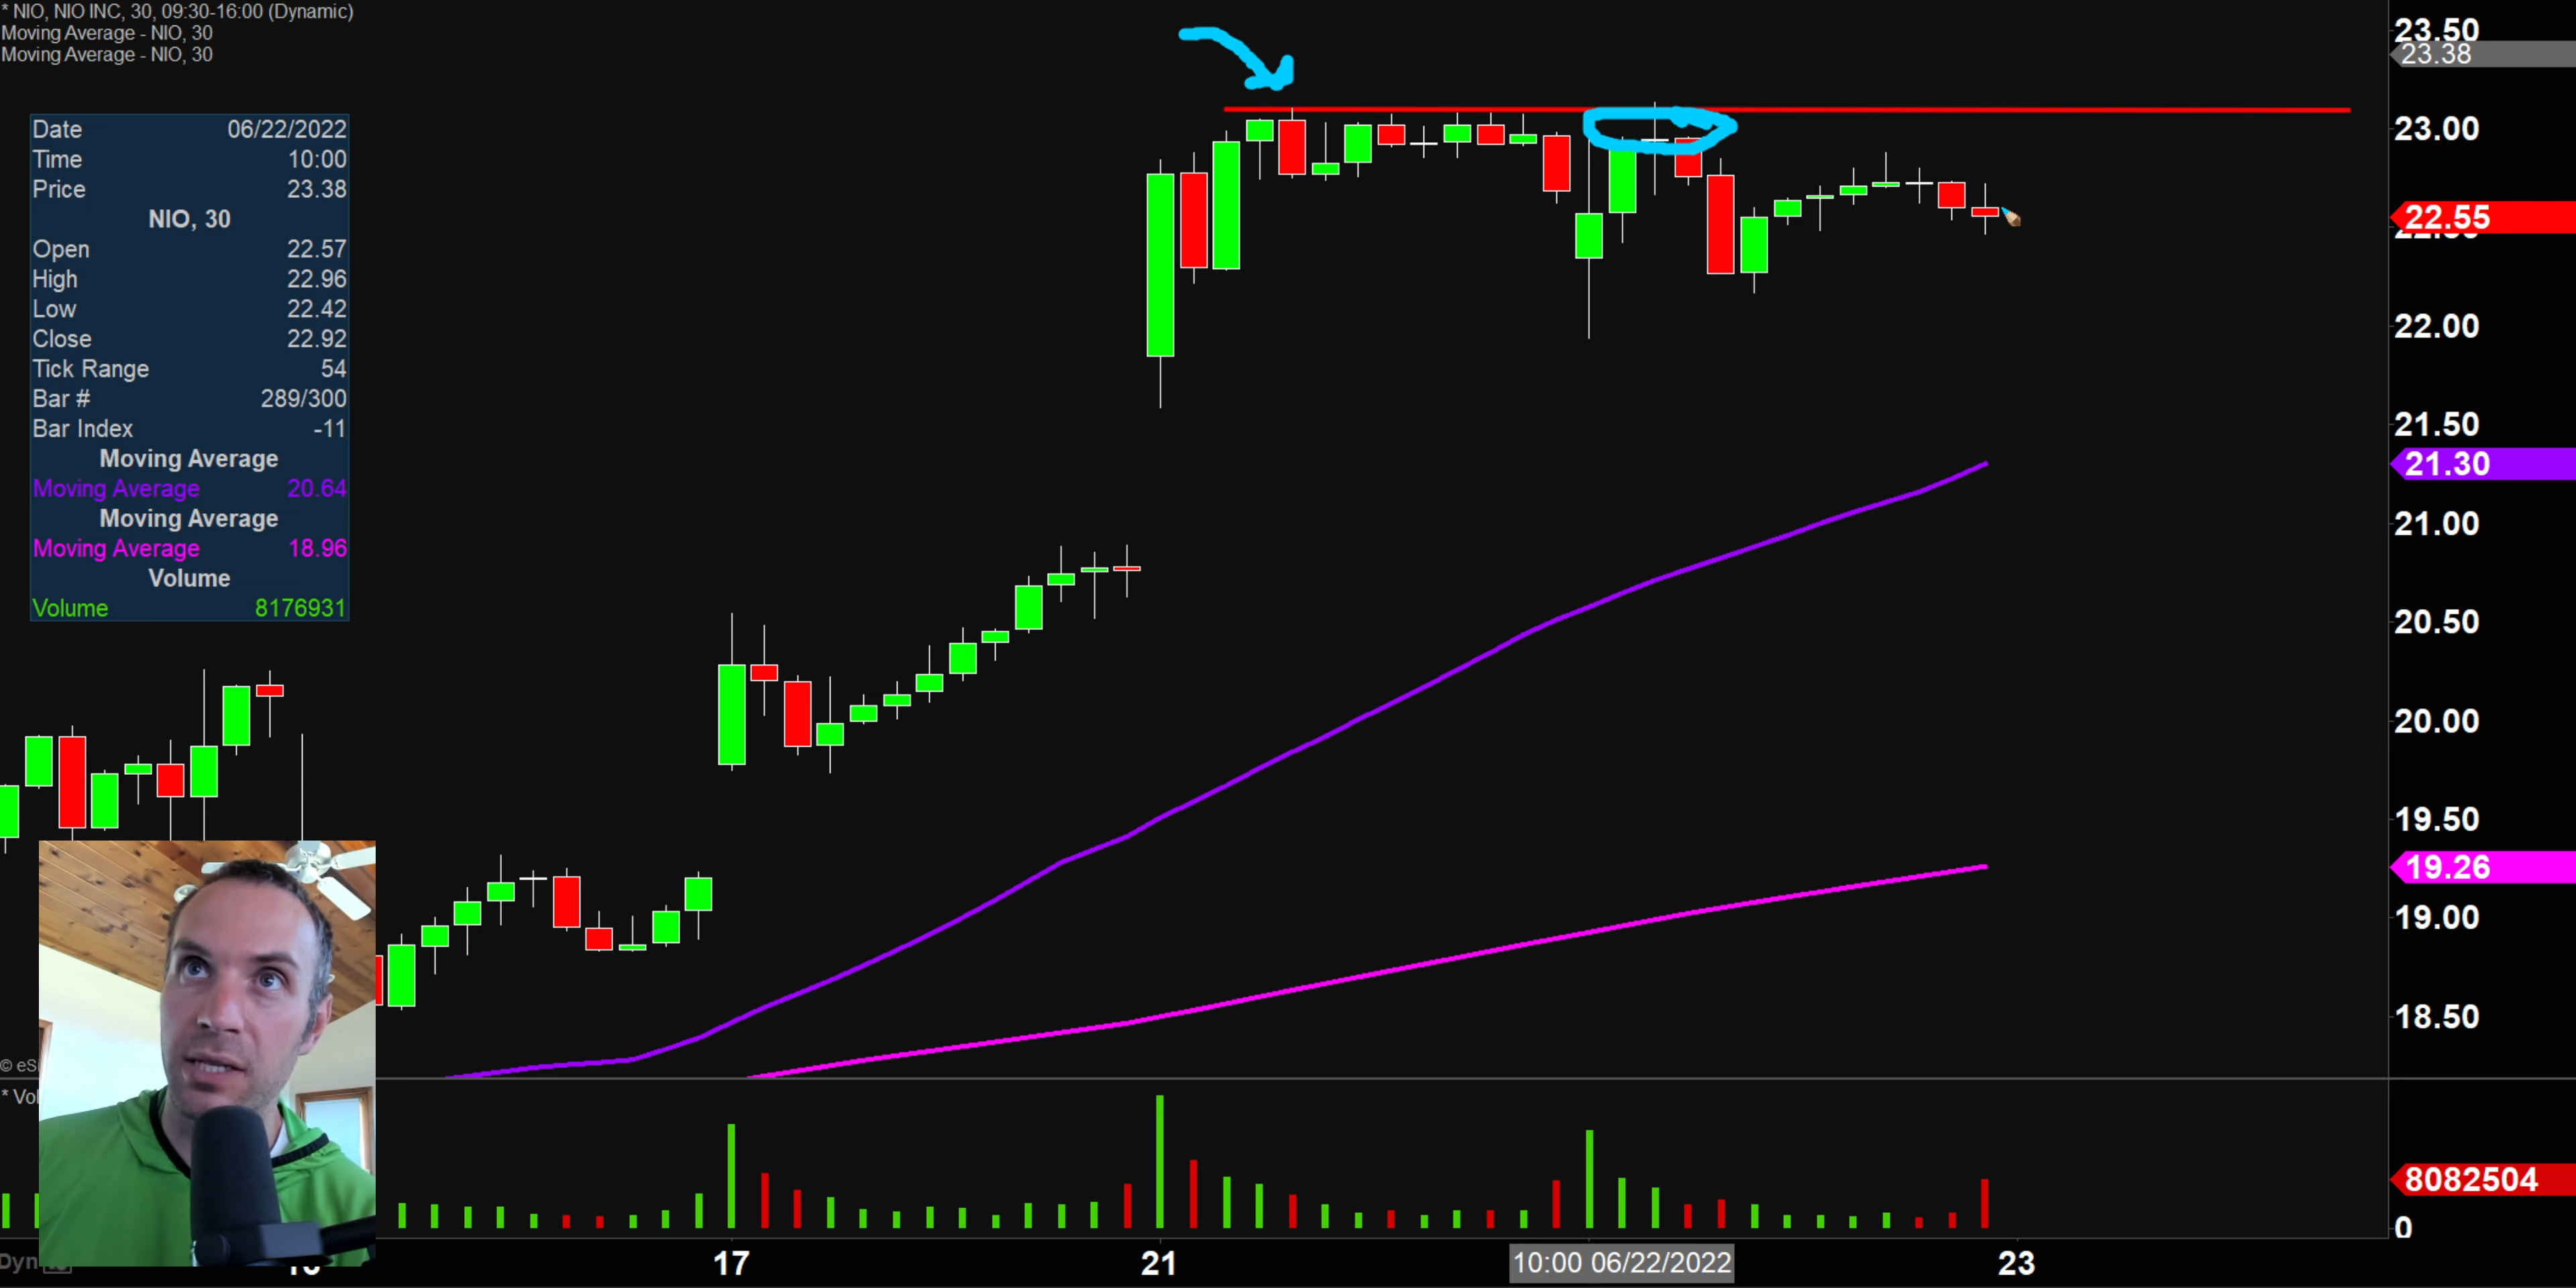 * NIO, NIO INC, 30, 09:30-16:00 (Dynamic)
Moving Average - NIO, 30
Moving Average - NIO, 30
Date 06/22/2022
Time 10:00
Price 23.38
NIO, 30
Open 22.57
High 22.96
Low 22.42
Close 22.92
Tick Range 54
Bar # 289/300
Bar Index -11
Moving Average
Moving Average 20.64
Moving Average
Moving Average 18.96
Volume
Volume 8176931
23.50
23.38
23.00
22.55
22.00
21.50
21.30
21.00
20.50
20.00
19.50
19.26
19.00
18.50
© eSi
* Vol
8082504
0
Dyn 17 21 10:00 06/22/2022 23